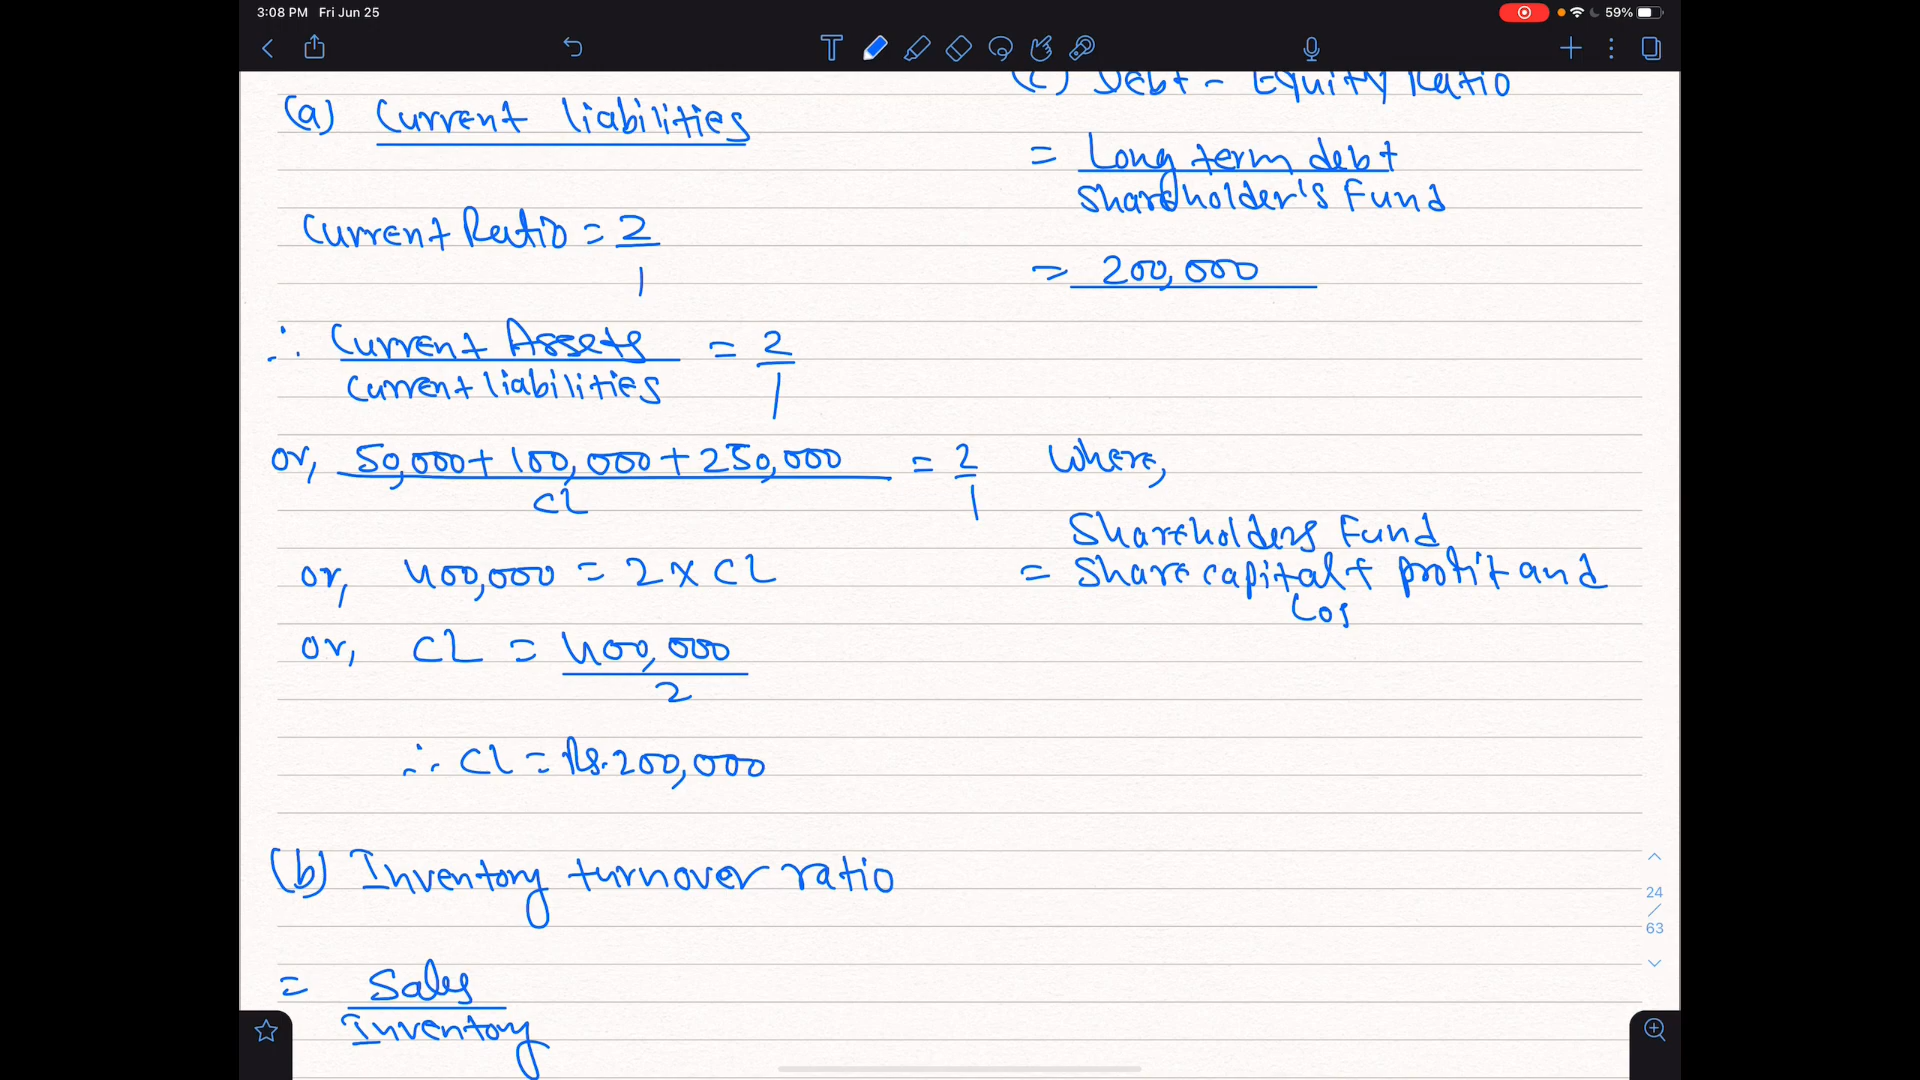 3:08 PM Fri Jun 25
59%
(a) Current liabilities
Current Ratio = 2
1
∴ Current Assets = 2
Current liabilities 1
or, 50,000 + 100,000 + 250,000 = 2
CL 1
or, 400,000 = 2 × CL
or, CL = 400,000
2
∴ CL = Rs. 200,000
(b) Inventory turnover ratio
= Sales
Inventory
(c) Debt - Equity Ratio
= Long term debt
Shareholder's Fund
= 200,000
Where,
Shareholders Fund
= Share capital + profit and
Los
24
/
63